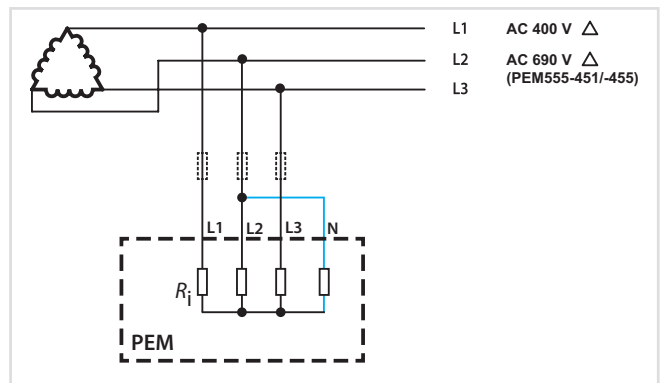 L1 AC 400 V △
L2 AC 690 V △
(PEM555-451/-455)
L3
L1 L2 L3 N
Ri
PEM